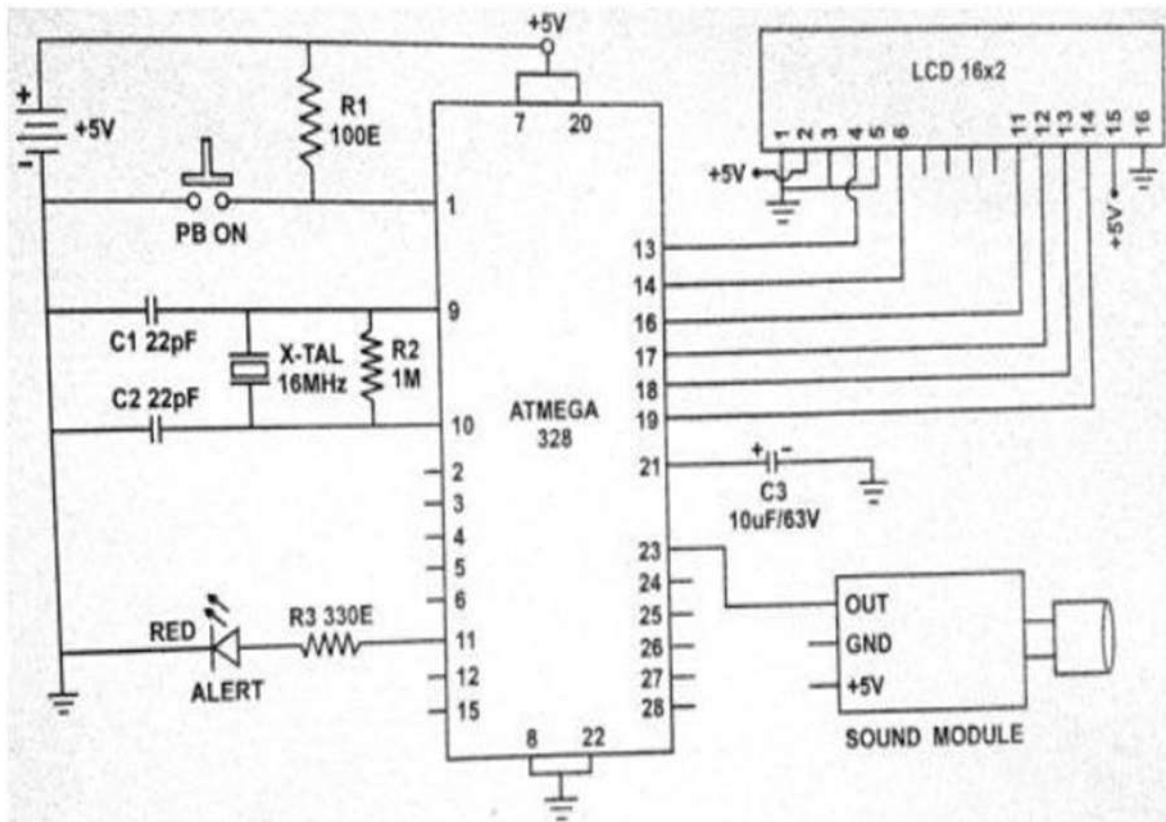 +5V
LCD 16x2
+
+5V
-
R1
100E
7 20
1 2 3 4 5 6 11 12 13 14 15 16
+5V
+5V
PB ON
1
13
14
9
16
C1 22pF
X-TAL
16MHz
R2
1M
17
C2 22pF
18
10
19
ATMEGA
328
2
21
+ -
C3
10uF/63V
3
4
5
6
23
24
25
26
27
28
OUT
GND
+5V
SOUND MODULE
RED
R3 330E
11
ALERT
12
15
8 22